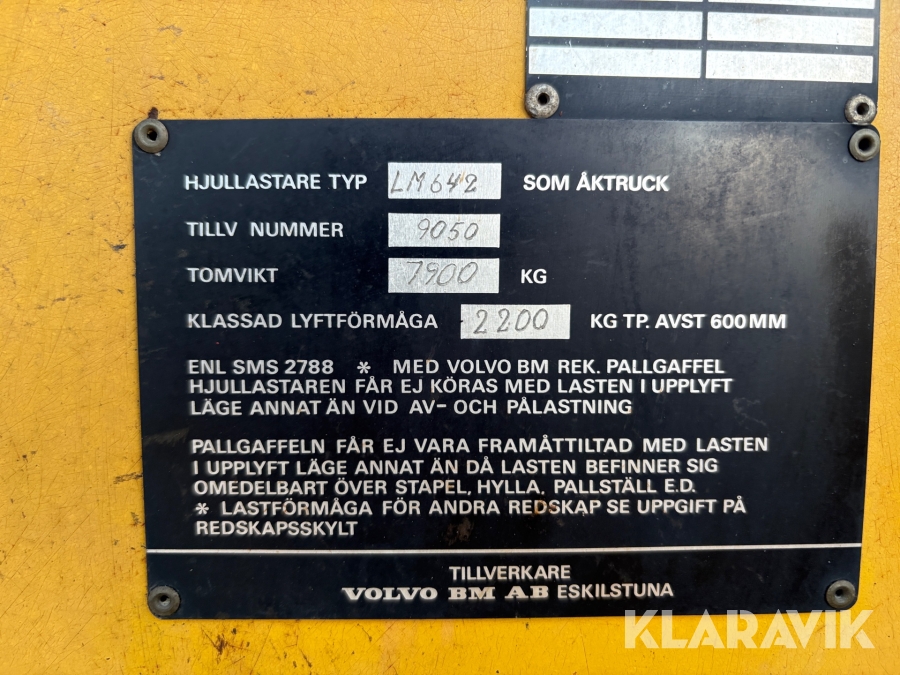 HJULLASTARE TYP LM642 SOM ÅKTRUCK
TILLV NUMMER 9050
TOMVIKT 7900 KG
KLASSAD LYFTFÖRMÅGA 2200 KG TP. AVST 600 MM
ENL SMS 2788 * MED VOLVO BM REK. PALLGAFFEL
HJULLASTAREN FÅR EJ KÖRAS MED LASTEN I UPPLYFT
LÄGE ANNAT ÄN VID AV- OCH PÅLASTNING
PALLGAFFELN FÅR EJ VARA FRAMÅTTILTAD MED LASTEN
I UPPLYFT LÄGE ANNAT ÄN DÅ LASTEN BEFINNER SIG
OMEDELBART ÖVER STAPEL, HYLLA, PALLSTÄLL E.D.
* LASTFÖRMÅGA FÖR ANDRA REDSKAP SE UPPGIFT PÅ
REDSKAPSSKYLT
TILLVERKARE
VOLVO BM AB ESKILSTUNA
KLARAVIK